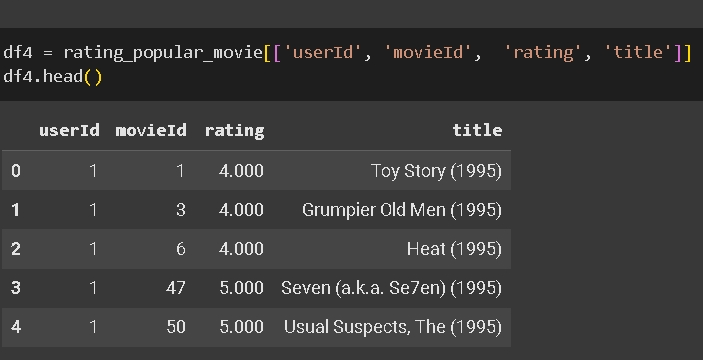 df4 = rating_popular_movie[['userId', 'movieId',  'rating', 'title']]
df4.head()
userId movieId rating title
0 1 1 4.000 Toy Story (1995)
1 1 3 4.000 Grumpier Old Men (1995)
2 1 6 4.000 Heat (1995)
3 1 47 5.000 Seven (a.k.a. Se7en) (1995)
4 1 50 5.000 Usual Suspects, The (1995)